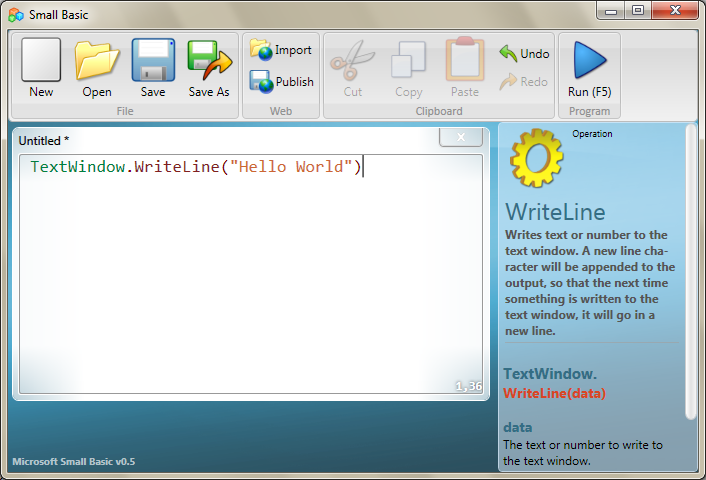 Small Basic
New
Open
Save
Save As
File
Import
Publish
Web
Cut
Copy
Paste
Undo
Redo
Clipboard
Run (F5)
Program
Untitled *
TextWindow.WriteLine("Hello World")
1,36
Microsoft Small Basic v0.5
Operation
WriteLine
Writes text or number to the
text window. A new line cha-
racter will be appended to the
output, so that the next time
something is written to the
text window, it will go in a
new line.
TextWindow.
WriteLine(data)
data
The text or number to write to
the text window.